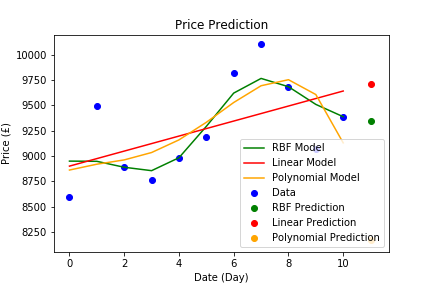 Price Prediction
Price (£)
10000
9750
9500
9250
9000
8750
8500
8250
0
2
4
6
8
10
Date (Day)
RBF Model
Linear Model
Polynomial Model
Data
RBF Prediction
Linear Prediction
Polynomial Prediction